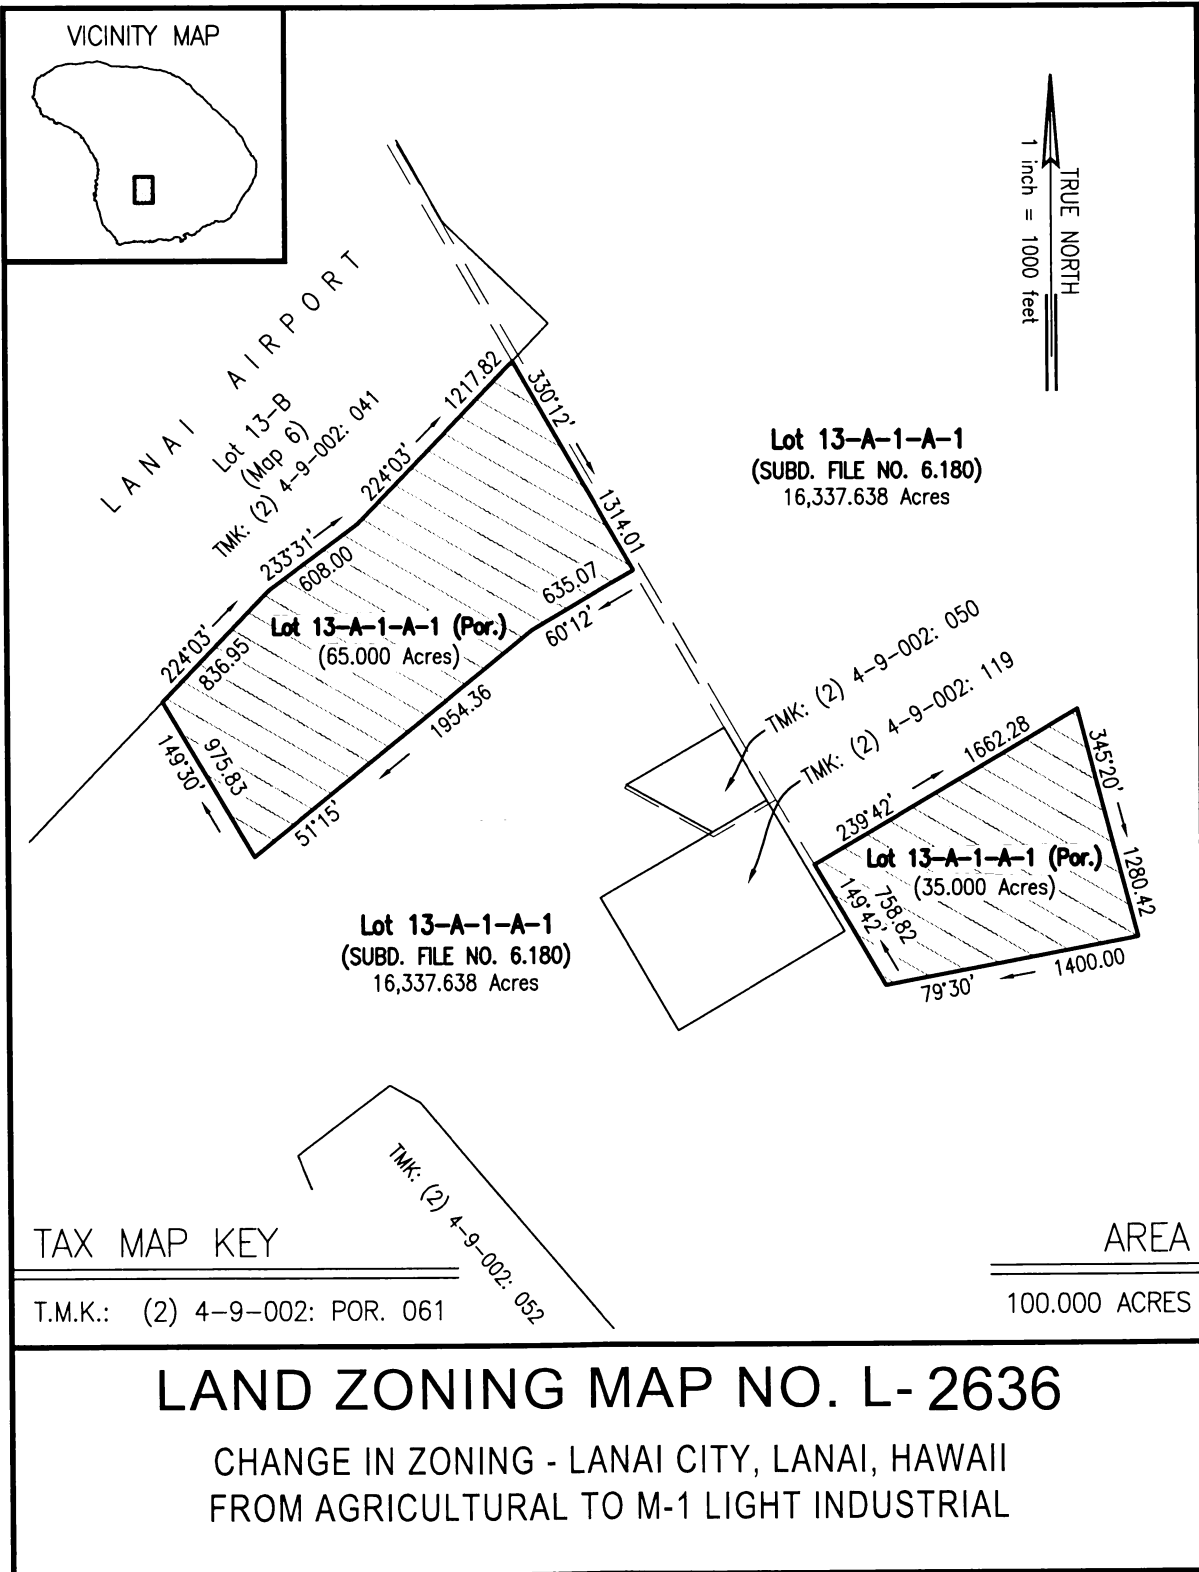 VICINITY MAP
TRUE NORTH
1 inch = 1000 feet
LANAI AIRPORT
Lot 13-B
(Map 6)
TMK: (2) 4-9-002: 041
1217.82
224°03'
233°31'
608.00
224°03'
836.95
330°12'
1314.01
635.07
60°12'
Lot 13-A-1-A-1 (Por.)
(65.000 Acres)
1954.36
51°15'
975.83
149°30'
Lot 13-A-1-A-1
(SUBD. FILE NO. 6.180)
16,337.638 Acres
TMK: (2) 4-9-002: 050
TMK: (2) 4-9-002: 119
1662.28
239°42'
345°20'
1280.42
Lot 13-A-1-A-1 (Por.)
(35.000 Acres)
758.82
149°42'
1400.00
79°30'
Lot 13-A-1-A-1
(SUBD. FILE NO. 6.180)
16,337.638 Acres
TMK: (2) 4-9-002: 052
TAX MAP KEY
T.M.K.: (2) 4-9-002: POR. 061
AREA
100.000 ACRES
LAND ZONING MAP NO. L- 2636
CHANGE IN ZONING - LANAI CITY, LANAI, HAWAII
FROM AGRICULTURAL TO M-1 LIGHT INDUSTRIAL